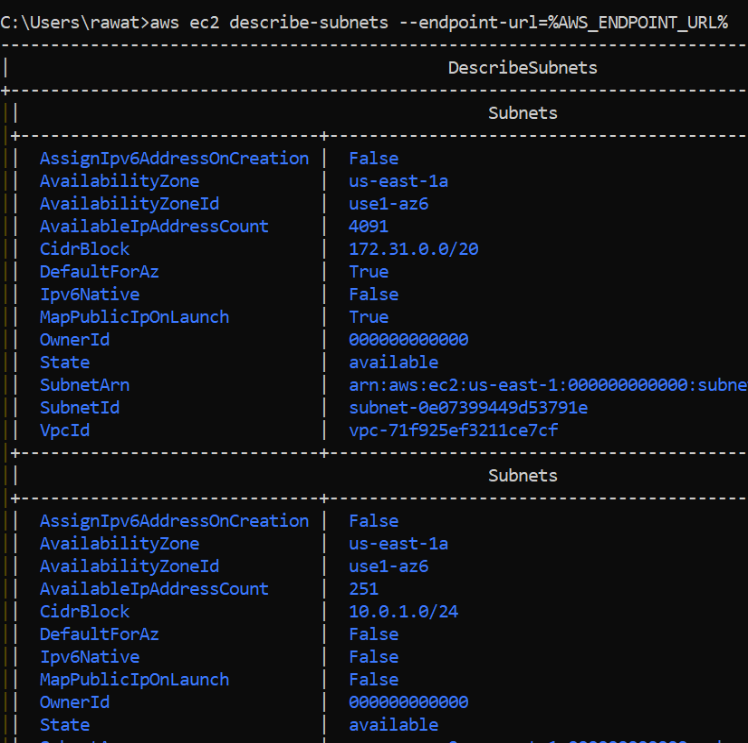 C:\Users\rawat>aws ec2 describe-subnets --endpoint-url=%AWS_ENDPOINT_URL%
DescribeSubnets
Subnets
AssignIpv6AddressOnCreation | False
AvailabilityZone | us-east-1a
AvailabilityZoneId | use1-az6
AvailableIpAddressCount | 4091
CidrBlock | 172.31.0.0/20
DefaultForAz | True
Ipv6Native | False
MapPublicIpOnLaunch | True
OwnerId | 000000000000
State | available
SubnetArn | arn:aws:ec2:us-east-1:000000000000:subne
SubnetId | subnet-0e07399449d53791e
VpcId | vpc-71f925ef3211ce7cf
Subnets
AssignIpv6AddressOnCreation | False
AvailabilityZone | us-east-1a
AvailabilityZoneId | use1-az6
AvailableIpAddressCount | 251
CidrBlock | 10.0.1.0/24
DefaultForAz | False
Ipv6Native | False
MapPublicIpOnLaunch | False
OwnerId | 000000000000
State | available